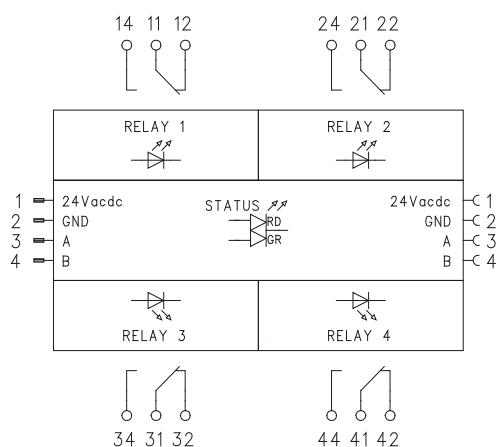 14 11 12 24 21 22
RELAY 1 RELAY 2
1 24Vacdc STATUS RD 24Vacdc 1
2 GND GR GND 2
3 A A 3
4 B B 4
RELAY 3 RELAY 4
34 31 32 44 41 42